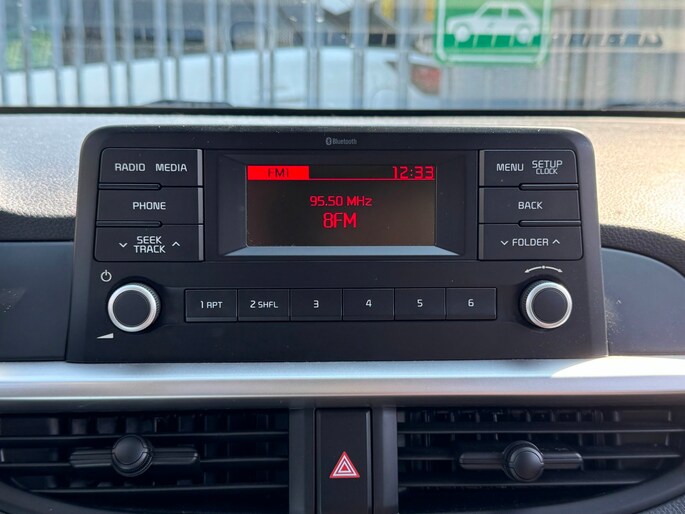 Bluetooth
RADIO MEDIA
PHONE
SEEK
TRACK
FM1 12:33
95.50 MHz
8FM
MENU SETUP
CLOCK
BACK
FOLDER
1 RPT 2 SHFL 3 4 5 6